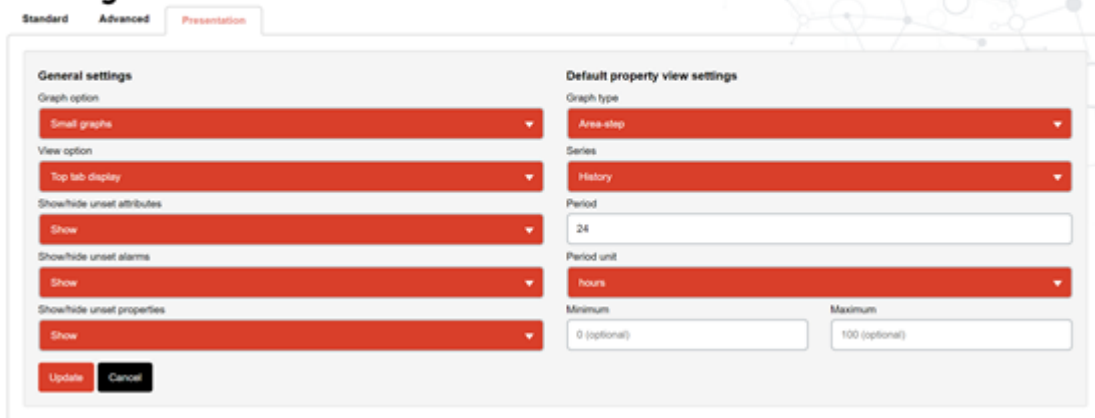 Standard Advanced Presentation
General settings
Graph option
Small graphs
View option
Top tab display
Show/hide unset attributes
Show
Show/hide unset alarms
Show
Show/hide unset properties
Show
Update Cancel
Default property view settings
Graph type
Area-step
Series
History
Period
24
Period unit
hours
Minimum Maximum
0 (optional) 100 (optional)